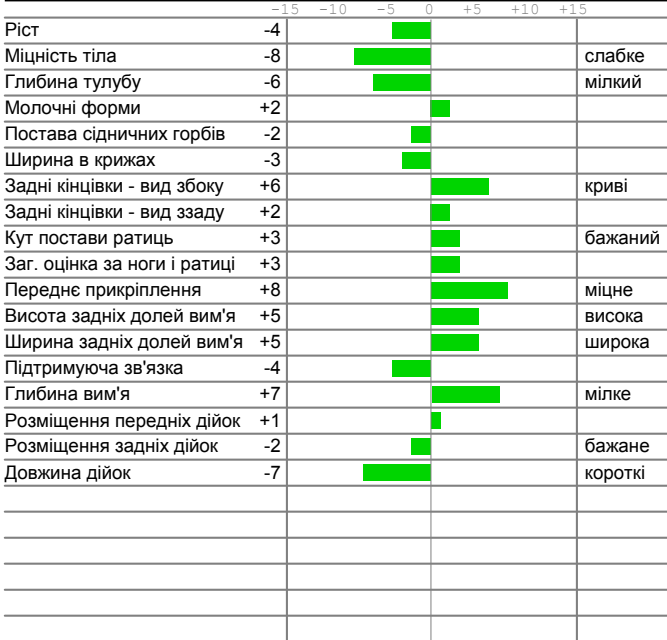 -15 -10 -5 0 +5 +10 +15
Ріст -4
Міцність тіла -8 слабке
Глибина тулубу -6 мілкий
Молочні форми +2
Постава сідничних горбів -2
Ширина в крижах -3
Задні кінцівки - вид збоку +6 криві
Задні кінцівки - вид ззаду +2
Кут постави ратиць +3 бажаний
Заг. оцінка за ноги і ратиці +3
Переднє прикріплення +8 міцне
Висота задніх долей вим'я +5 висока
Ширина задніх долей вим'я +5 широка
Підтримуюча зв'язка -4
Глибина вим'я +7 мілке
Розміщення передніх дійок +1
Розміщення задніх дійок -2 бажане
Довжина дійок -7 короткі